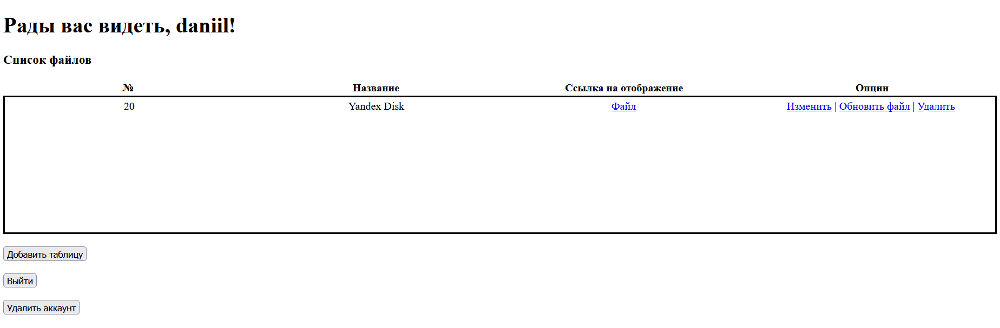 Рады вас видеть, daniil!
Список файлов
№ Название Ссылка на отображение Опции
20 Yandex Disk Файл Изменить | Обновить файл | Удалить
Добавить таблицу
Выйти
Удалить аккаунт